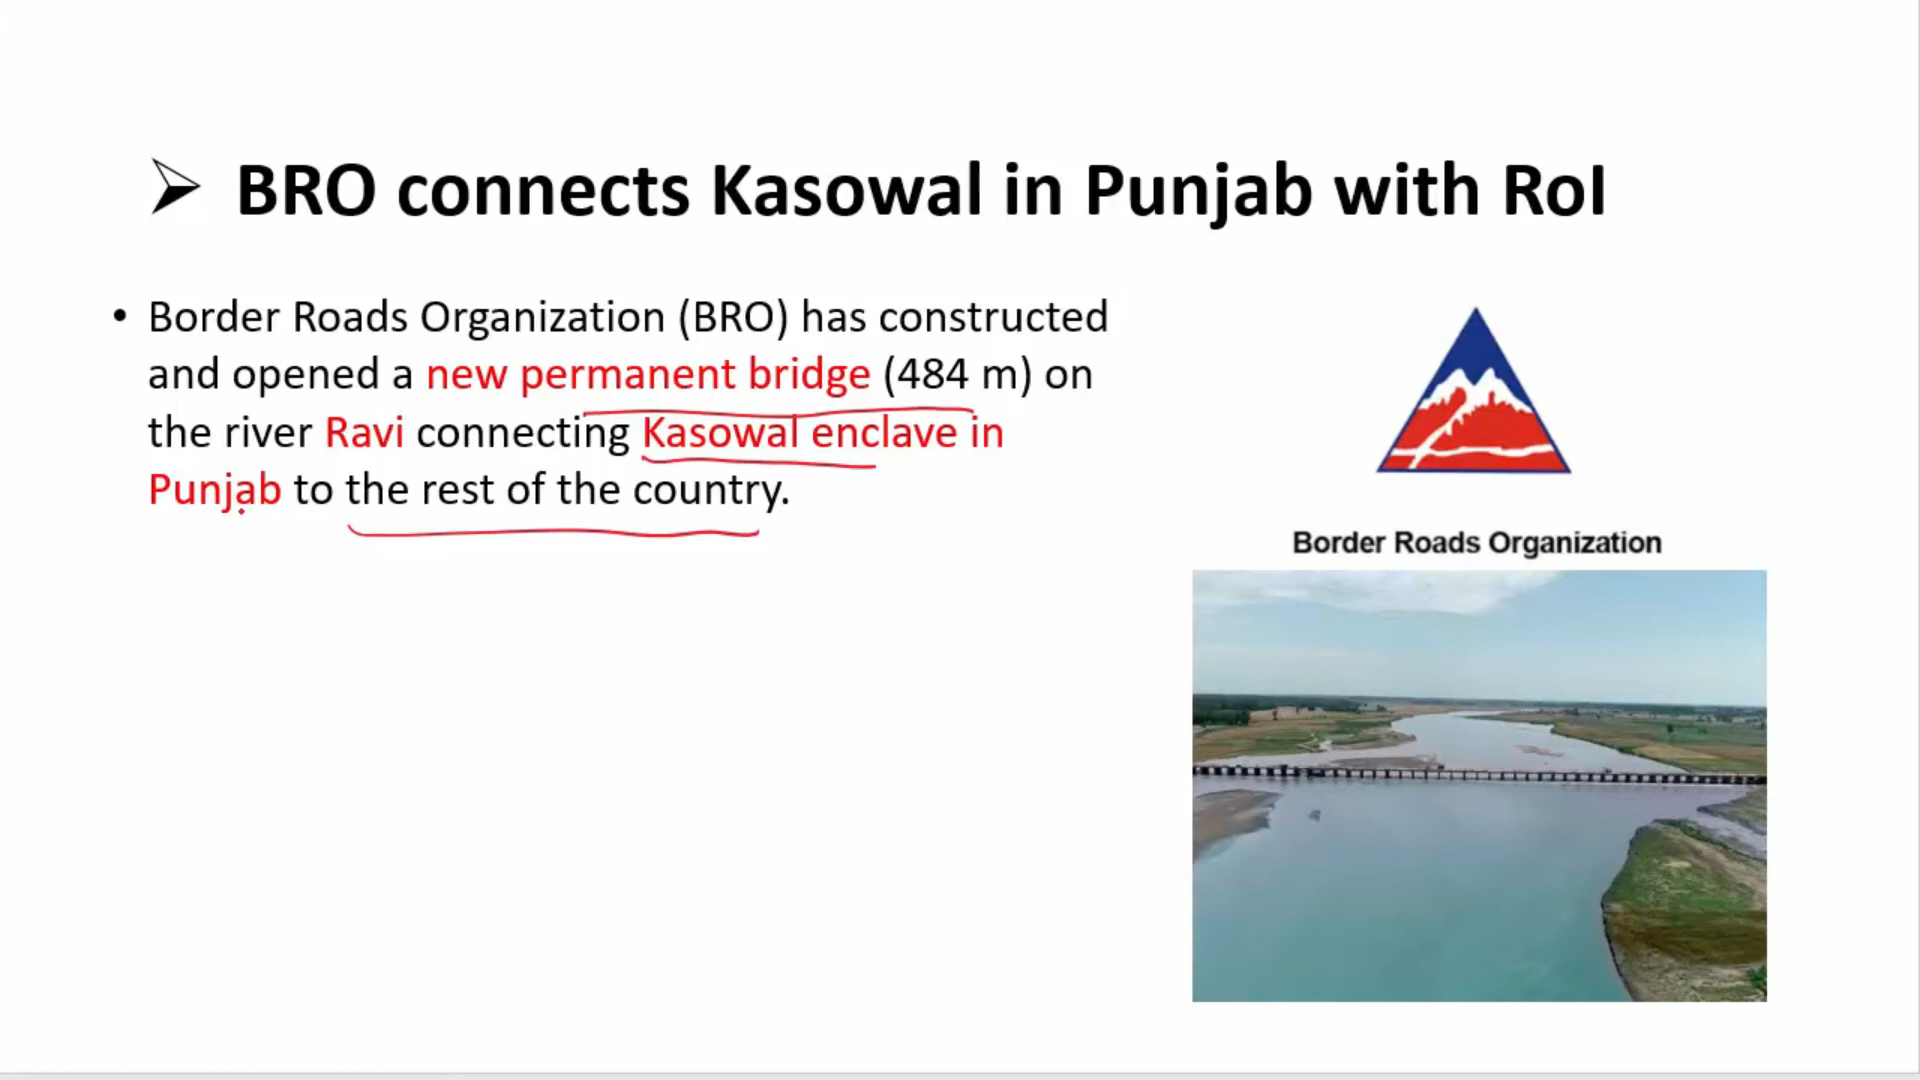 ➢ BRO connects Kasowal in Punjab with RoI
• Border Roads Organization (BRO) has constructed
and opened a new permanent bridge (484 m) on
the river Ravi connecting Kasowal enclave in
Punjab to the rest of the country.
Border Roads Organization